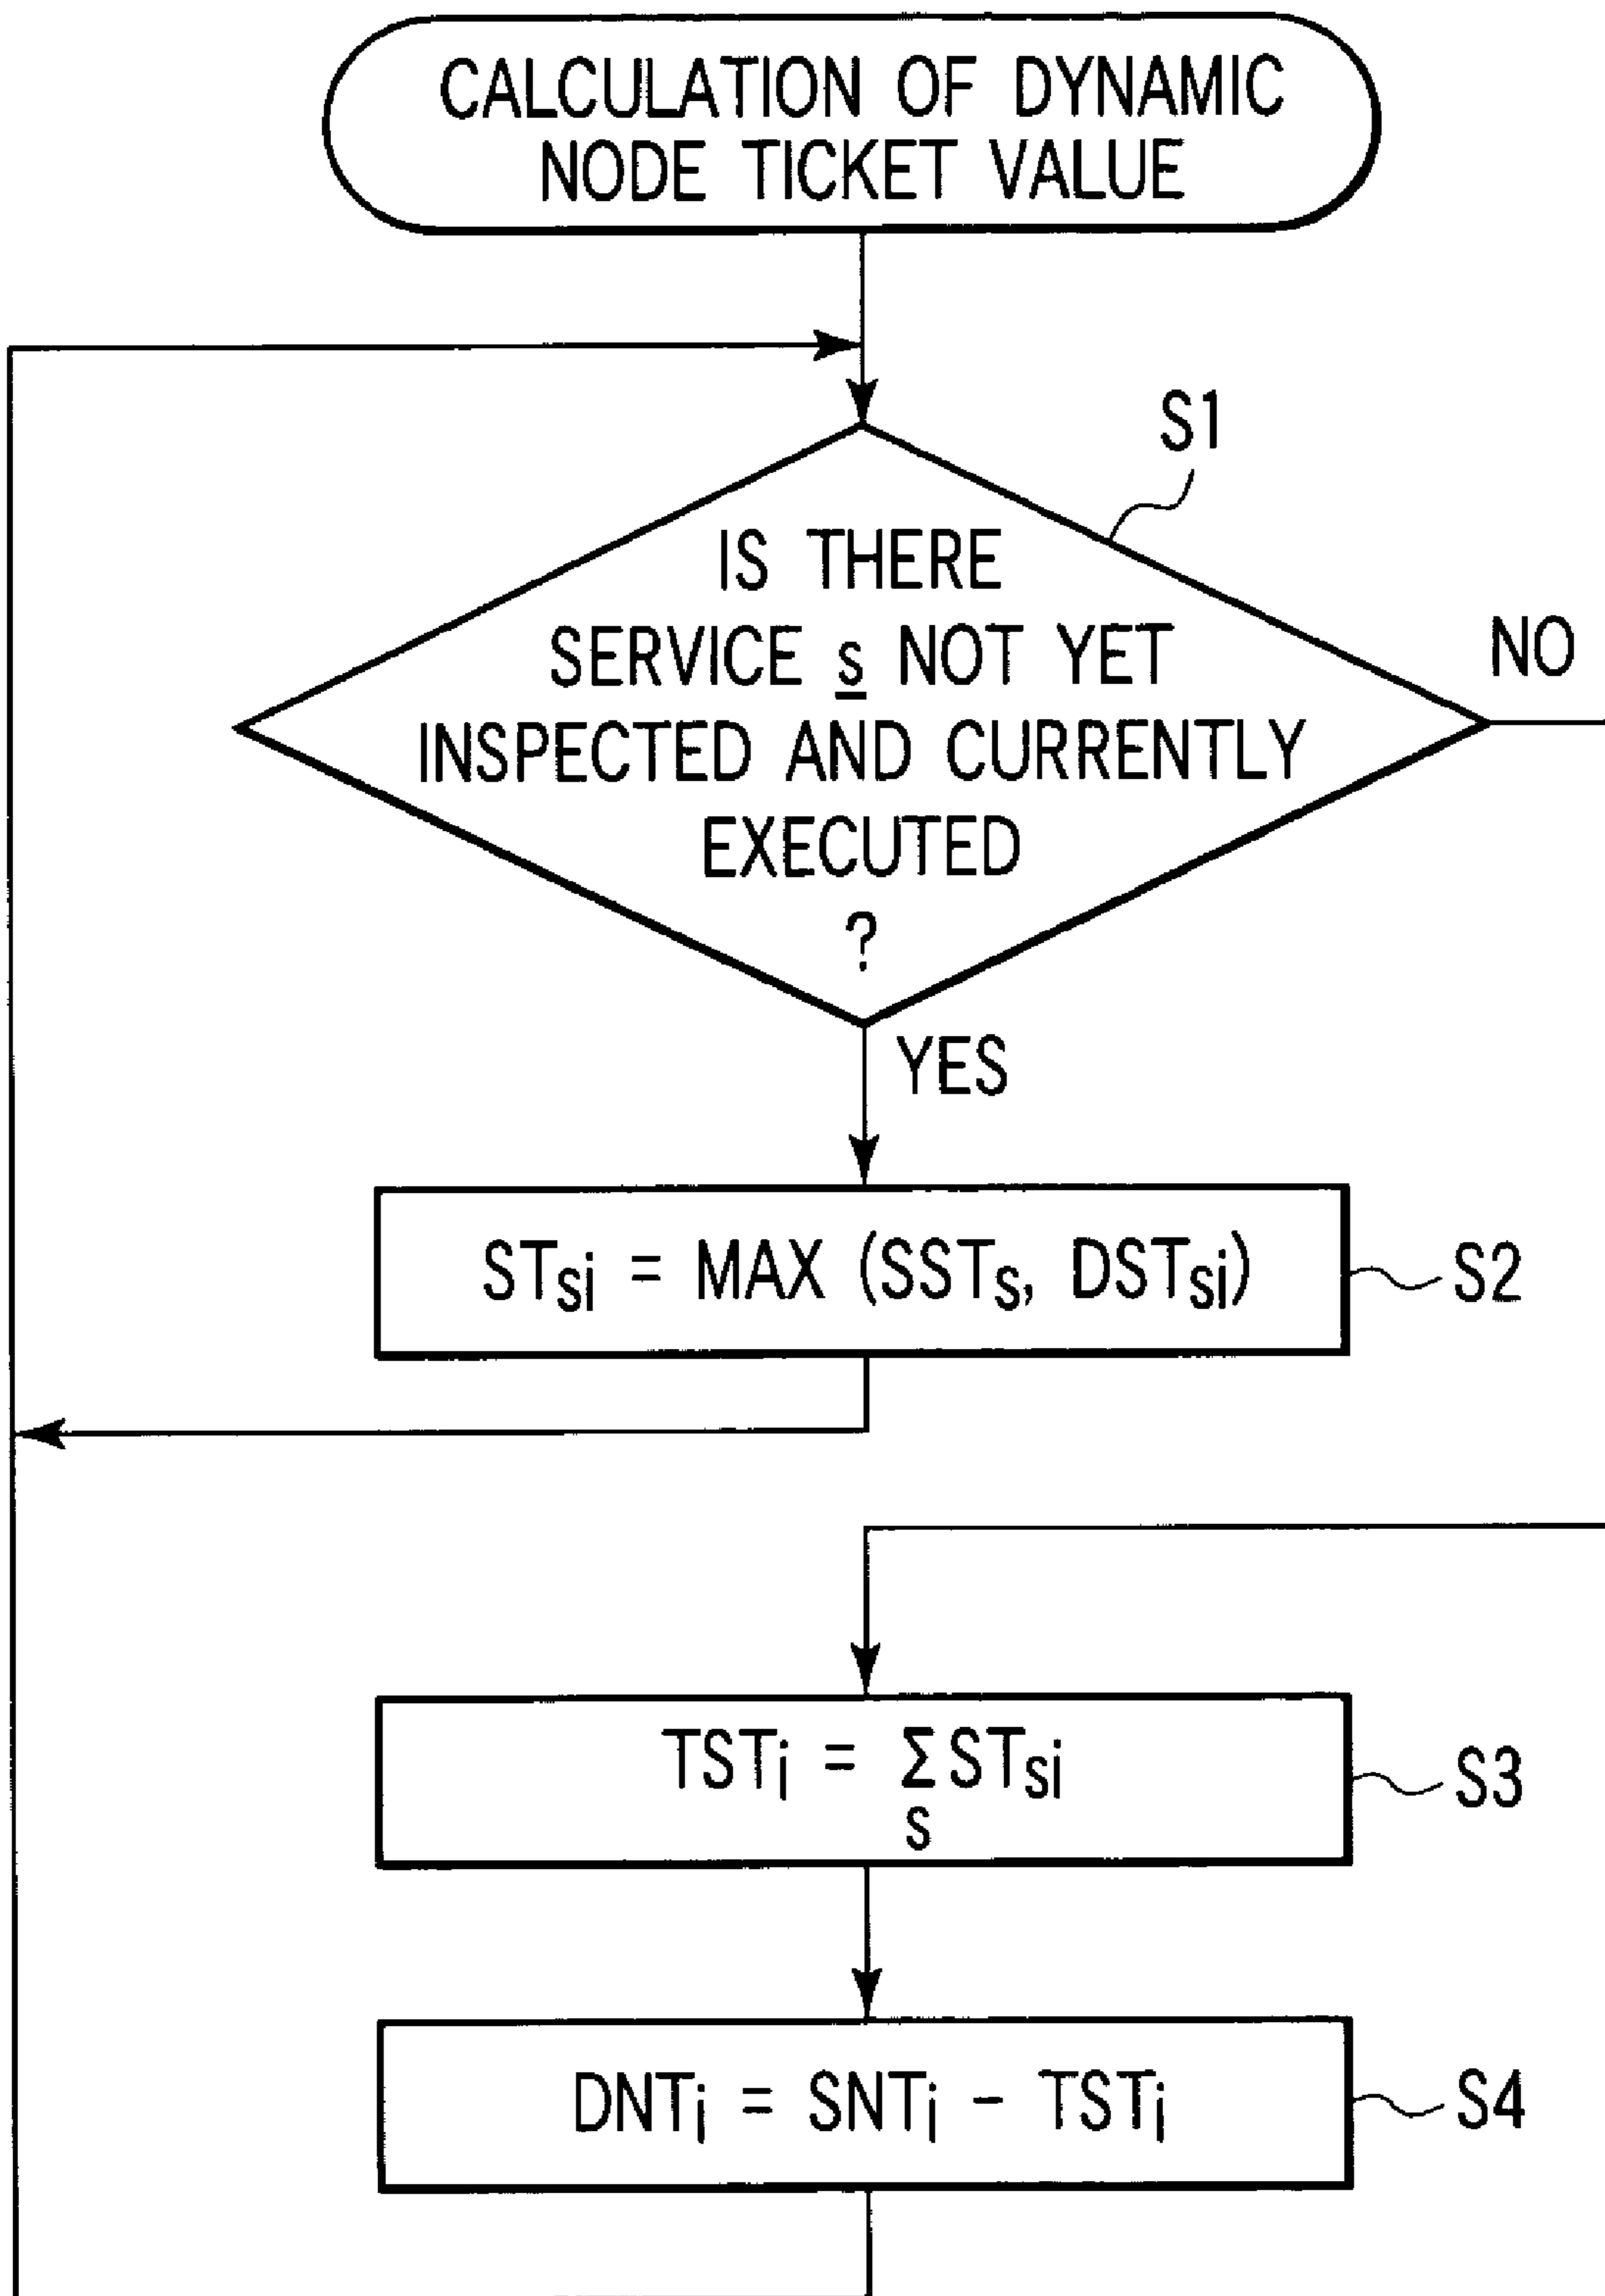 CALCULATION OF DYNAMIC
NODE TICKET VALUE
S1
IS THERE
SERVICE s NOT YET
INSPECTED AND CURRENTLY
EXECUTED
?
NO
YES
STsi = MAX (SSTs, DSTsi)
S2
TSTi = Σ STsi
s
S3
DNTi = SNTi - TSTi
S4